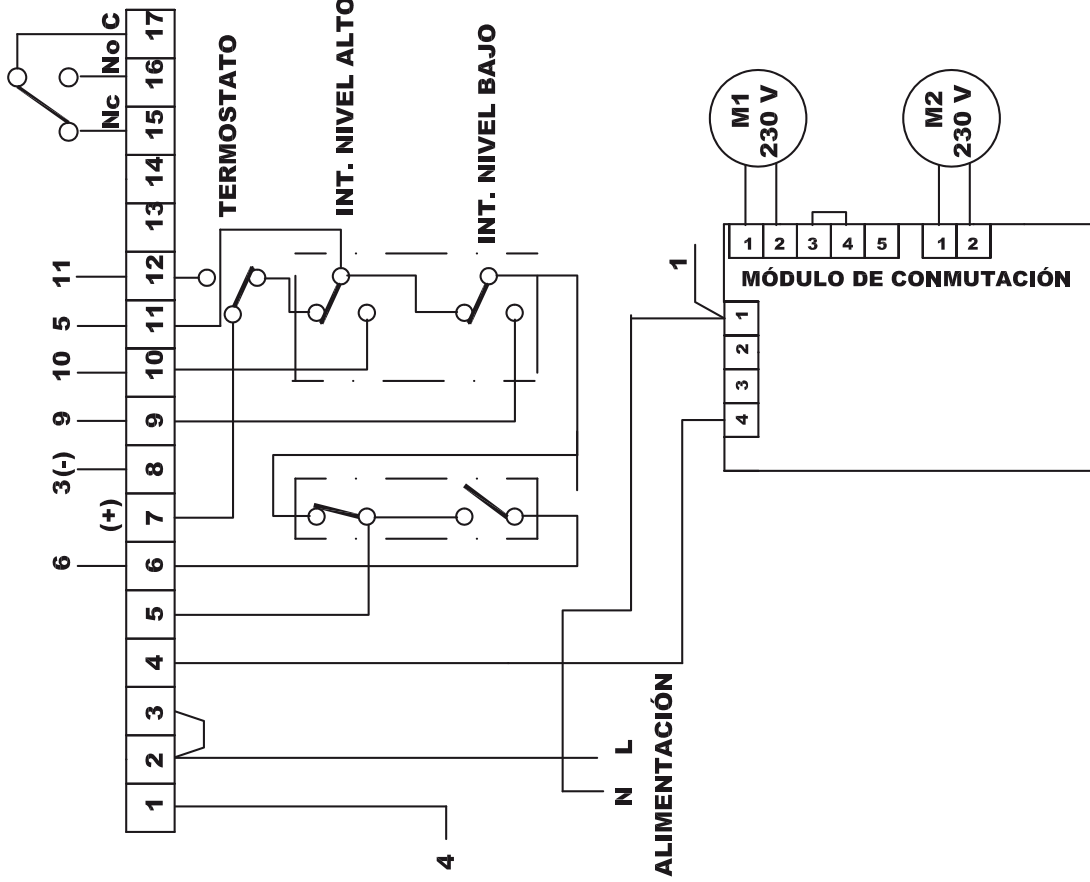 Nc No C
1 2 3 4 5 6 7 8 9 10 11 12 13 14 15 16 17
6
(+)
3(-)
9
10
5
11
TERMOSTATO
INT. NIVEL ALTO
INT. NIVEL BAJO
4
N L
ALIMENTACIÓN
M1
230 V
M2
230 V
1 2 3 4 5
1 2
MÓDULO DE CONMUTACIÓN
1
1
2
3
4